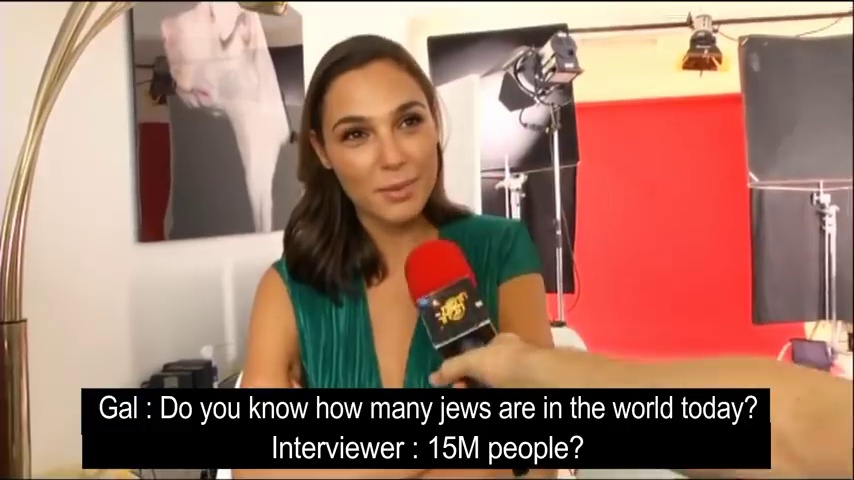 Gal : Do you know how many jews are in the world today?
Interviewer : 15M people?